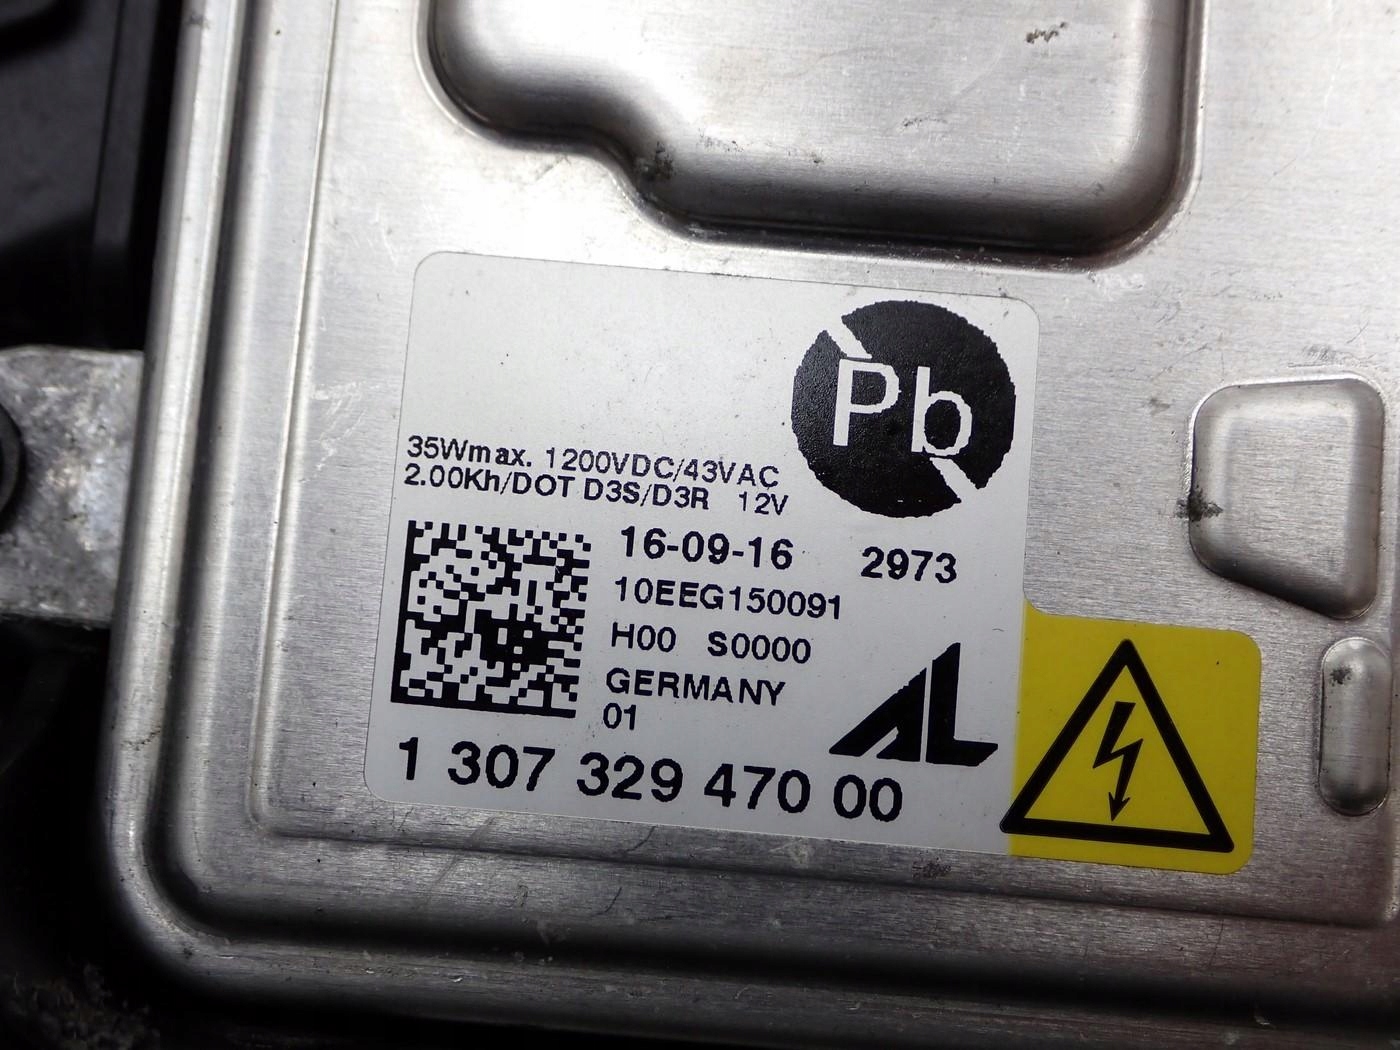 Pb
35Wmax. 1200VDC/43VAC
2.00Kh/DOT D3S/D3R 12V
16-09-16 2973
10EEG150091
H00 S0000
GERMANY
01
AL
1 307 329 470 00